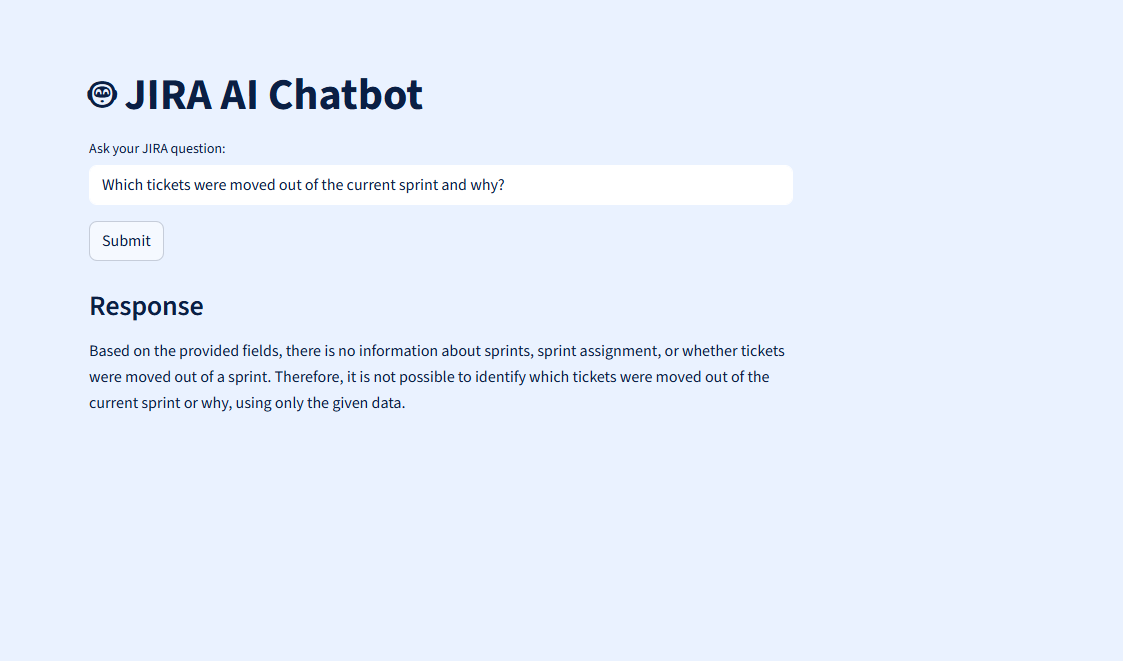 JIRA AI Chatbot
Ask your JIRA question:
Which tickets were moved out of the current sprint and why?
Submit
Response
Based on the provided fields, there is no information about sprints, sprint assignment, or whether tickets
were moved out of a sprint. Therefore, it is not possible to identify which tickets were moved out of the
current sprint or why, using only the given data.